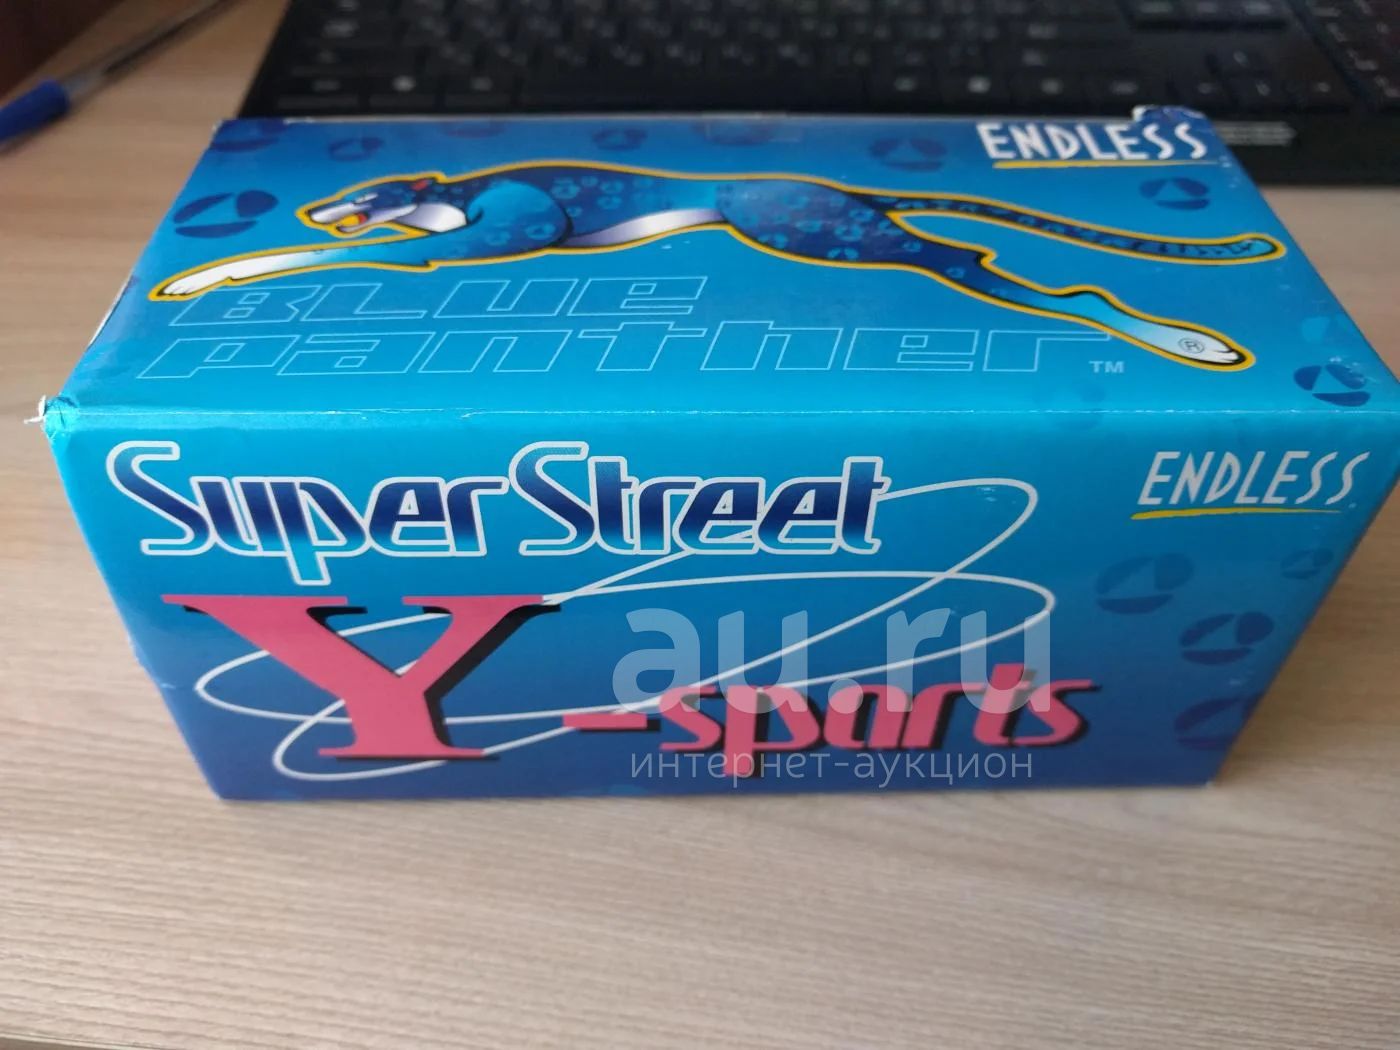 ENDLESS
BLUE
panther
®
TM
Super Street
ENDLESS
Y-sports
au.ru
интернет-аукцион